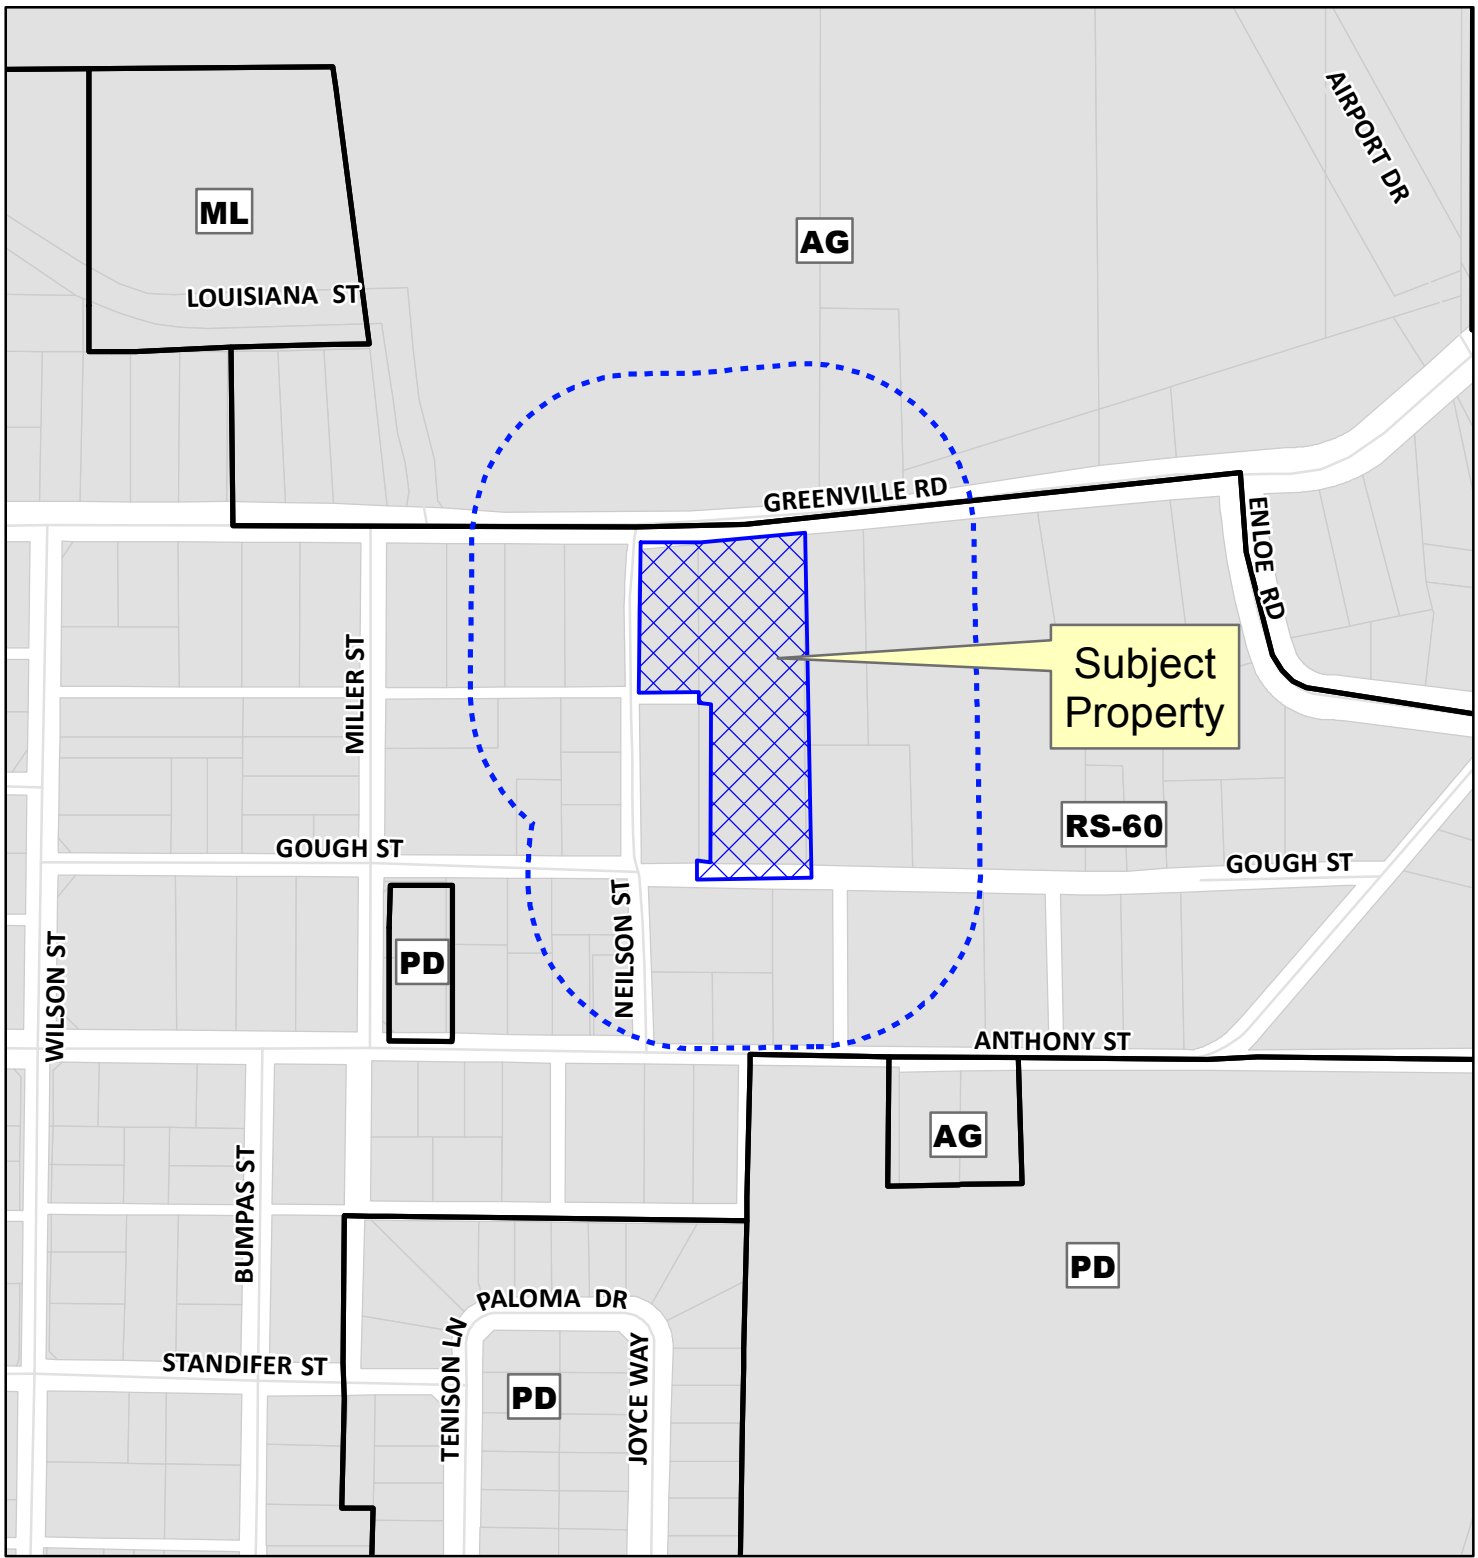 AIRPORT DR
ML
AG
LOUISIANA ST
GREENVILLE RD
ENLOE RD
MILLER ST
Subject
Property
RS-60
GOUGH ST
GOUGH ST
NEILSON ST
PD
WILSON ST
ANTHONY ST
AG
BUMPAS ST
PD
PALOMA DR
STANDIFER ST
TENISON LN
PD
JOYCE WAY